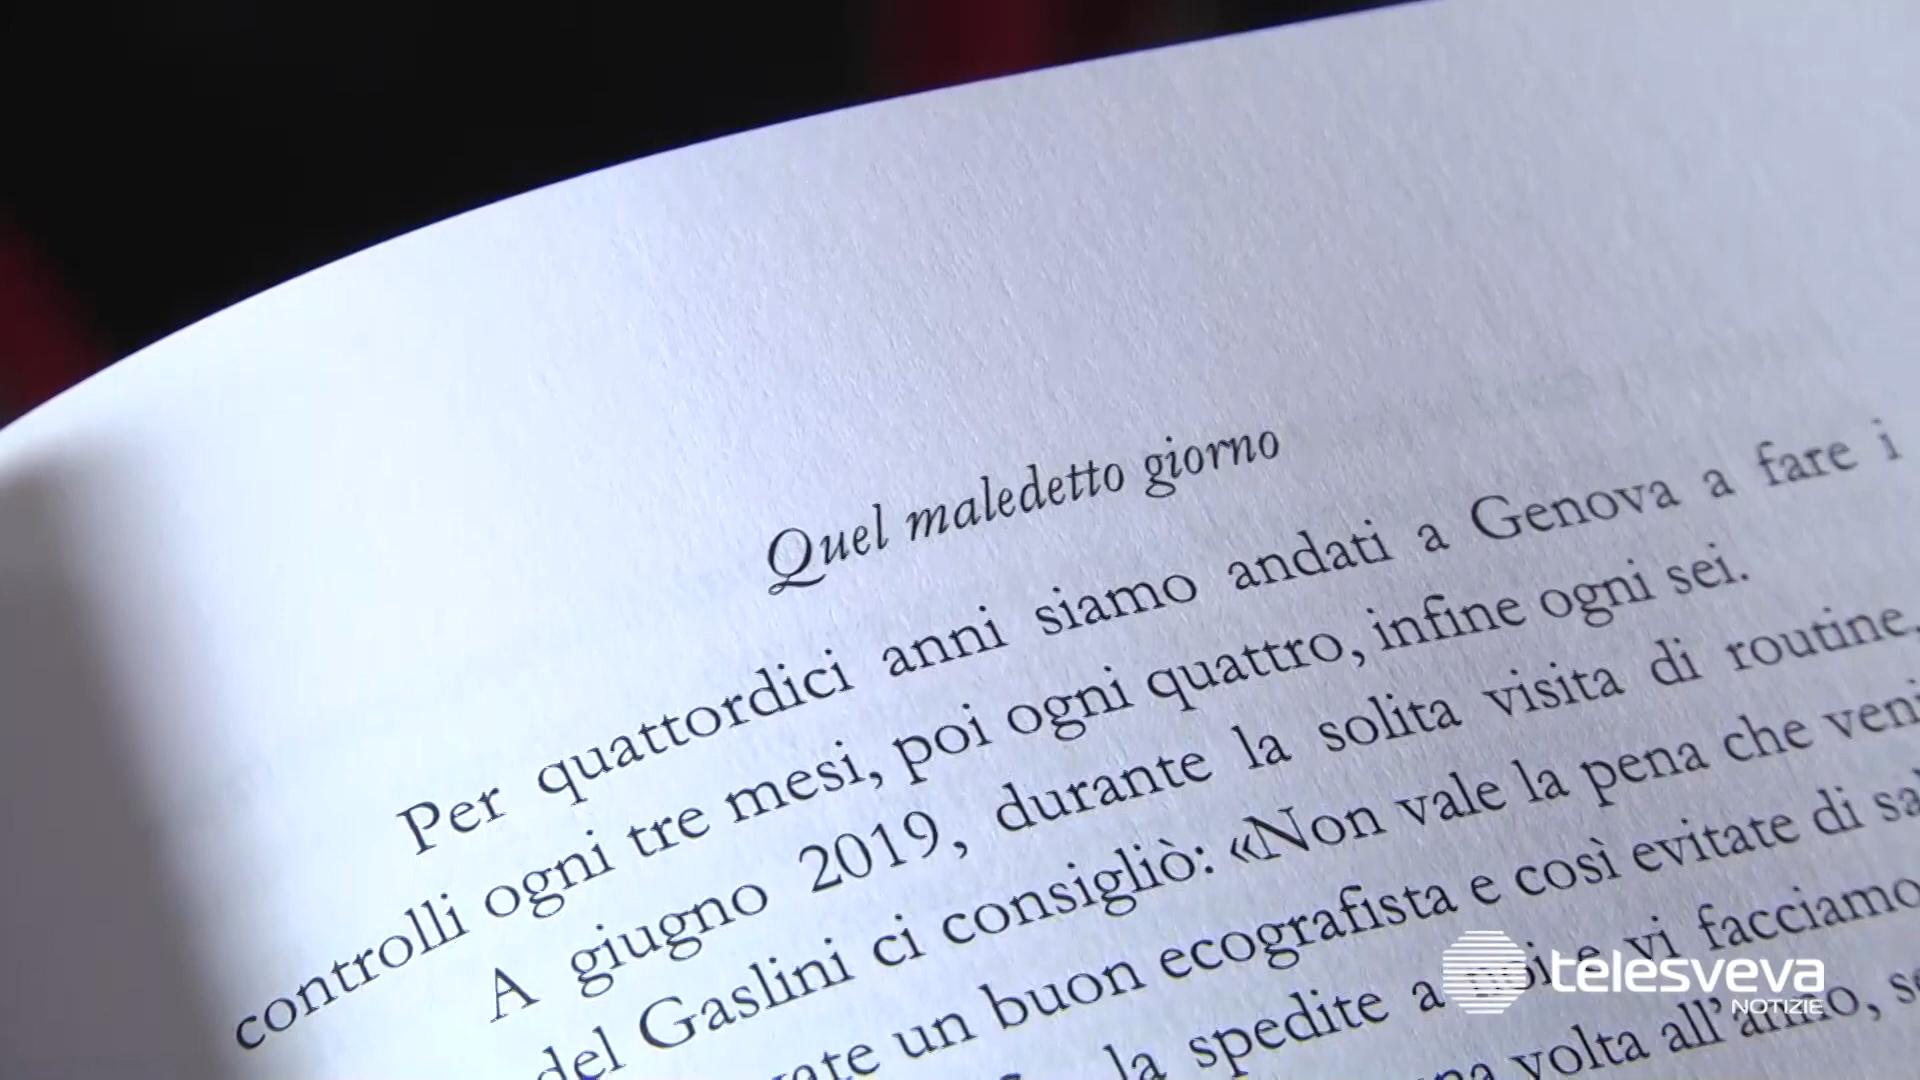 Quel maledetto giorno
Per quattordici anni siamo andati a Genova a fare i
controlli ogni tre mesi, poi ogni quattro, infine ogni sei.
A giugno 2019, durante la solita visita di routine,
del Gaslini ci consigliò: «Non vale la pena che
un buon ecografista e così evitate di
la spedite a noi e vi facciamo
volta all'anno,
telesveva
NOTIZIE